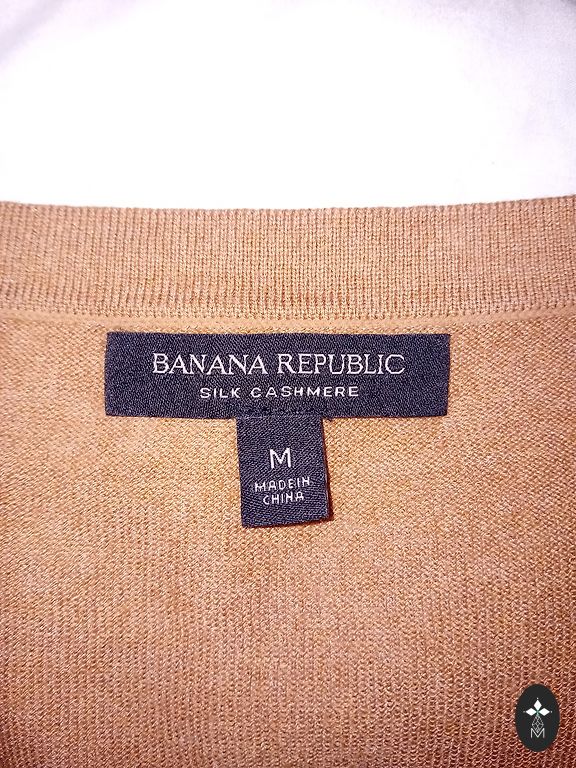 BANANA REPUBLIC
SILK CASHMERE
M
MADE IN
CHINA
M